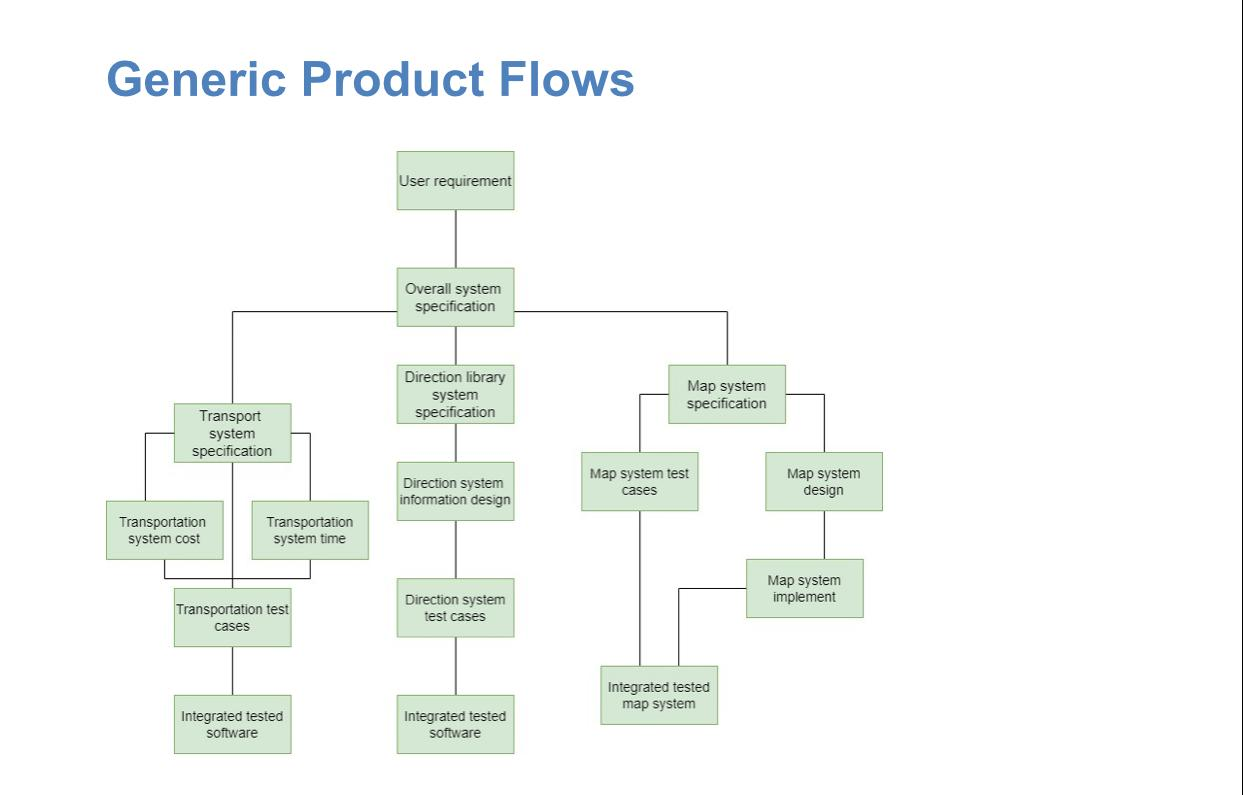 Generic Product Flows
User requirement
Overall system
specification
Direction library
system
specification
Map system
specification
Transport
system
specification
Direction system
information design
Map system test
cases
Map system
design
Transportation
system cost
Transportation
system time
Map system
implement
Transportation test
cases
Direction system
test cases
Integrated tested
map system
Integrated tested
software
Integrated tested
software